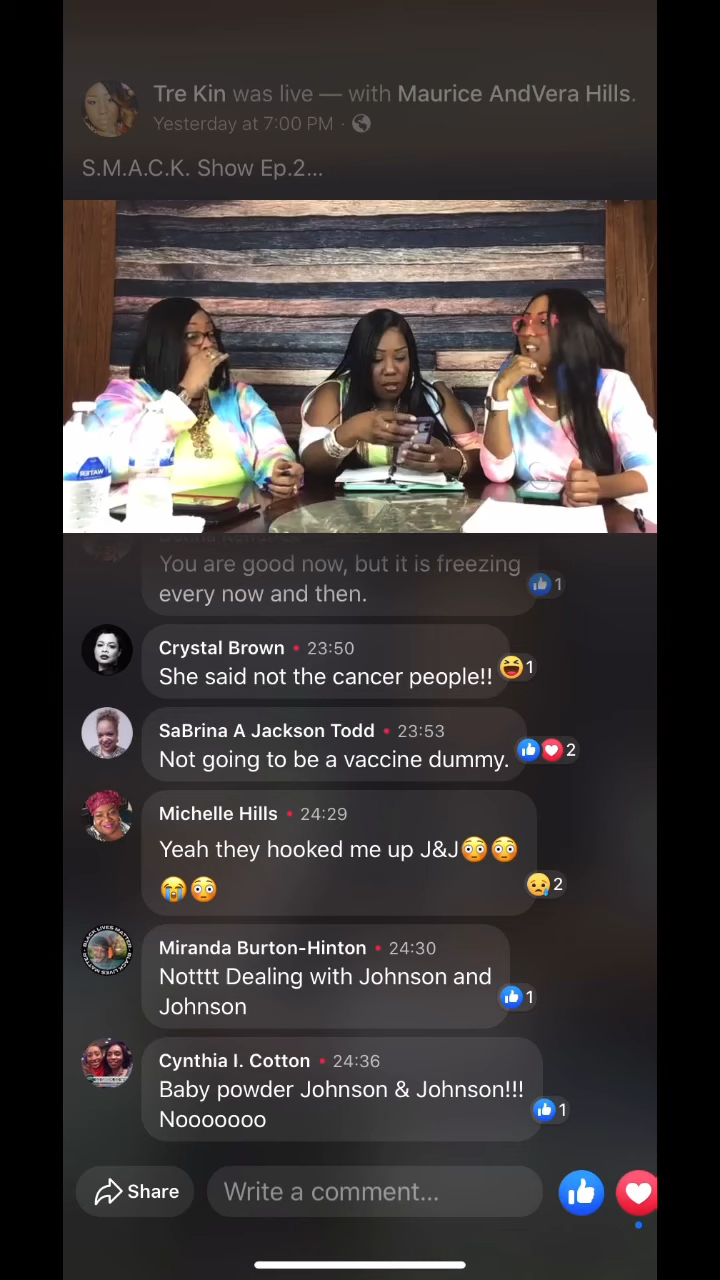 Tre Kin was live — with Maurice AndVera Hills.
Yesterday at 7:00 PM ·
S.M.A.C.K. Show Ep.2...
WATER
You are good now, but it is freezing
every now and then.
1
Crystal Brown • 23:50
She said not the cancer people!!
1
SaBrina A Jackson Todd • 23:53
Not going to be a vaccine dummy.
2
Michelle Hills • 24:29
Yeah they hooked me up J&J😳😳
😭😳
2
BLACK LIVES MATTER
Miranda Burton-Hinton • 24:30
Notttt Dealing with Johnson and
Johnson
1
Cynthia I. Cotton • 24:36
Baby powder Johnson & Johnson!!!
Nooooooo
1
Share
Write a comment...